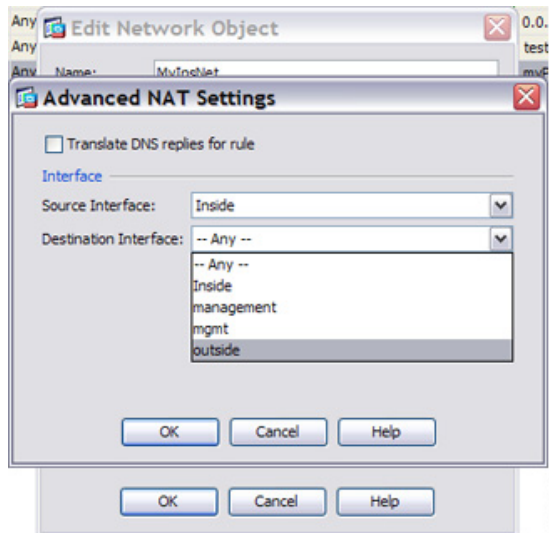 Any Edit Network Object 0.0.
Any test
Any Name: MyInsNet
Advanced NAT Settings
Translate DNS replies for rule
Interface
Source Interface: Inside
Destination Interface: -- Any --
-- Any --
Inside
management
mgmt
outside
OK Cancel Help
OK Cancel Help